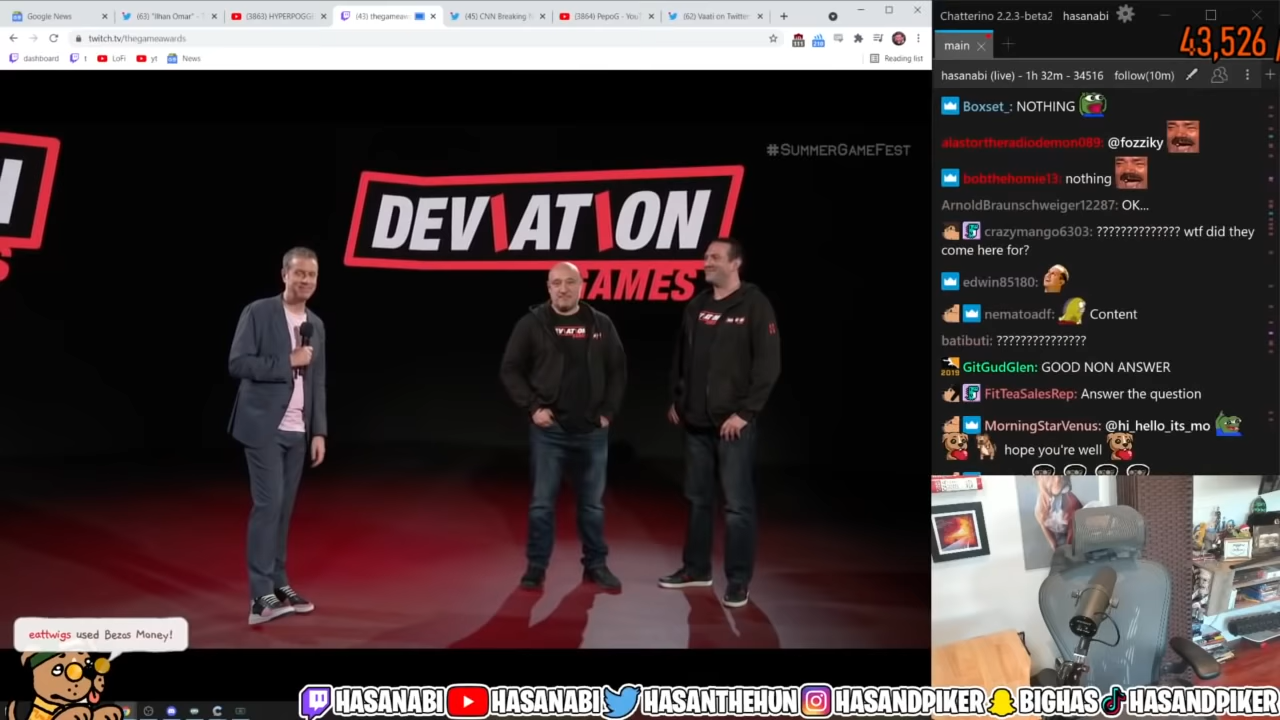 Google News
(63) "Ilhan Omar" - T
(3863) HYPERPOGG
(43) thegameaw
(45) CNN Breaking
(3864) PepoG - YouT
(62) Vaati on Twitter
twitch.tv/thegameawards
dashboard
t
LoFi
yt
News
Reading list
#SUMMERGAMEFEST
DEVIATION
GAMES
eattwigs used Bezos Money!
Chatterino 2.2.3-beta2 hasanabi
main
43,526 /
hasanabi (live) - 1h 32m - 34516 follow(10m)
Boxset_: NOTHING
alastortheradiodemon089: @fozziky
bobthehomie13: nothing
ArnoldBraunschweiger12287: OK...
crazymango6303: ?????????????? wtf did they
come here for?
edwin85180:
nematoadf: Content
batibuti: ???????????????
GitGudGlen: GOOD NON ANSWER
FitTeaSalesRep: Answer the question
MorningStarVenus: @hi_hello_its_mo
hope you're well
HASANABI HASANABI HASANTHEHUN HASANDPIKER BIGHAS HASANDPIKER